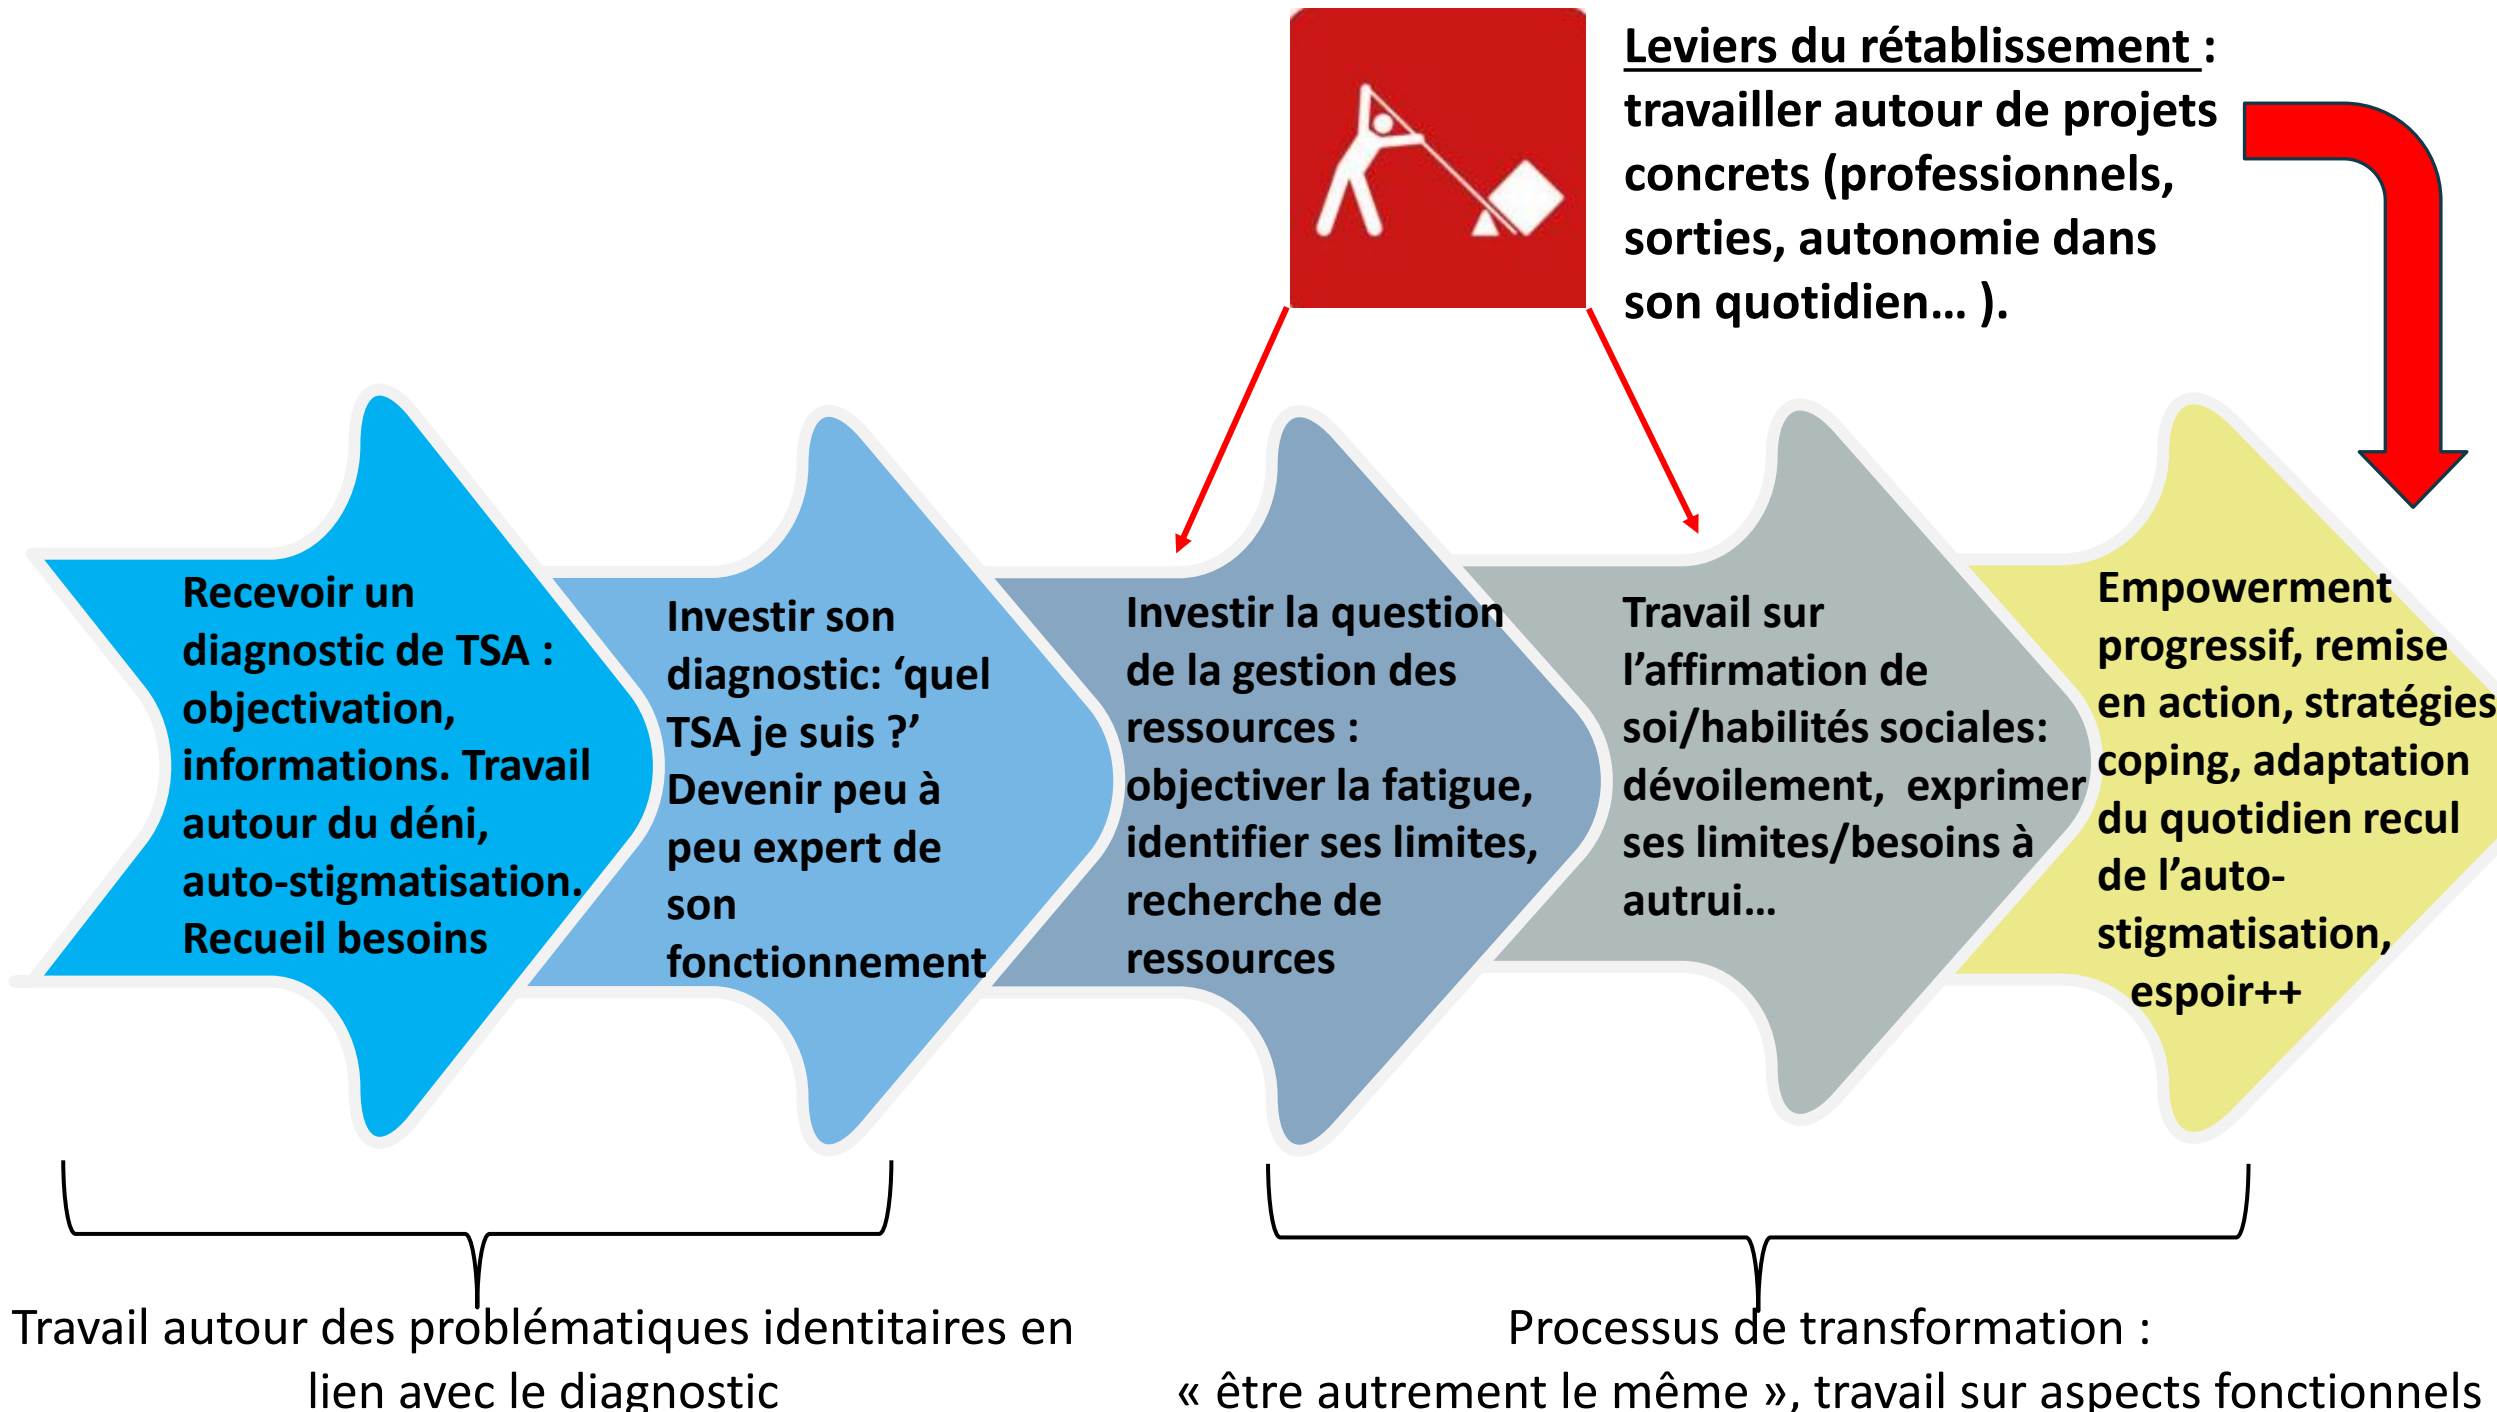 Leviers du rétablissement :
travailler autour de projets
concrets (professionnels,
sorties, autonomie dans
son quotidien… ).
Recevoir un
diagnostic de TSA :
objectivation,
informations. Travail
autour du déni,
auto-stigmatisation.
Recueil besoins
Investir son
diagnostic: ‘quel
TSA je suis ?’
Devenir peu à
peu expert de
son
fonctionnement
Investir la question
de la gestion des
ressources :
objectiver la fatigue,
identifier ses limites,
recherche de
ressources
Travail sur
l’affirmation de
soi/habilités sociales:
dévoilement,  exprimer
ses limites/besoins à
autrui…
Empowerment
progressif, remise
en action, stratégies
coping, adaptation
du quotidien recul
de l’auto-
stigmatisation,
espoir++
Travail autour des problématiques identitaires en
lien avec le diagnostic
Processus de transformation :
« être autrement le même », travail sur aspects fonctionnels